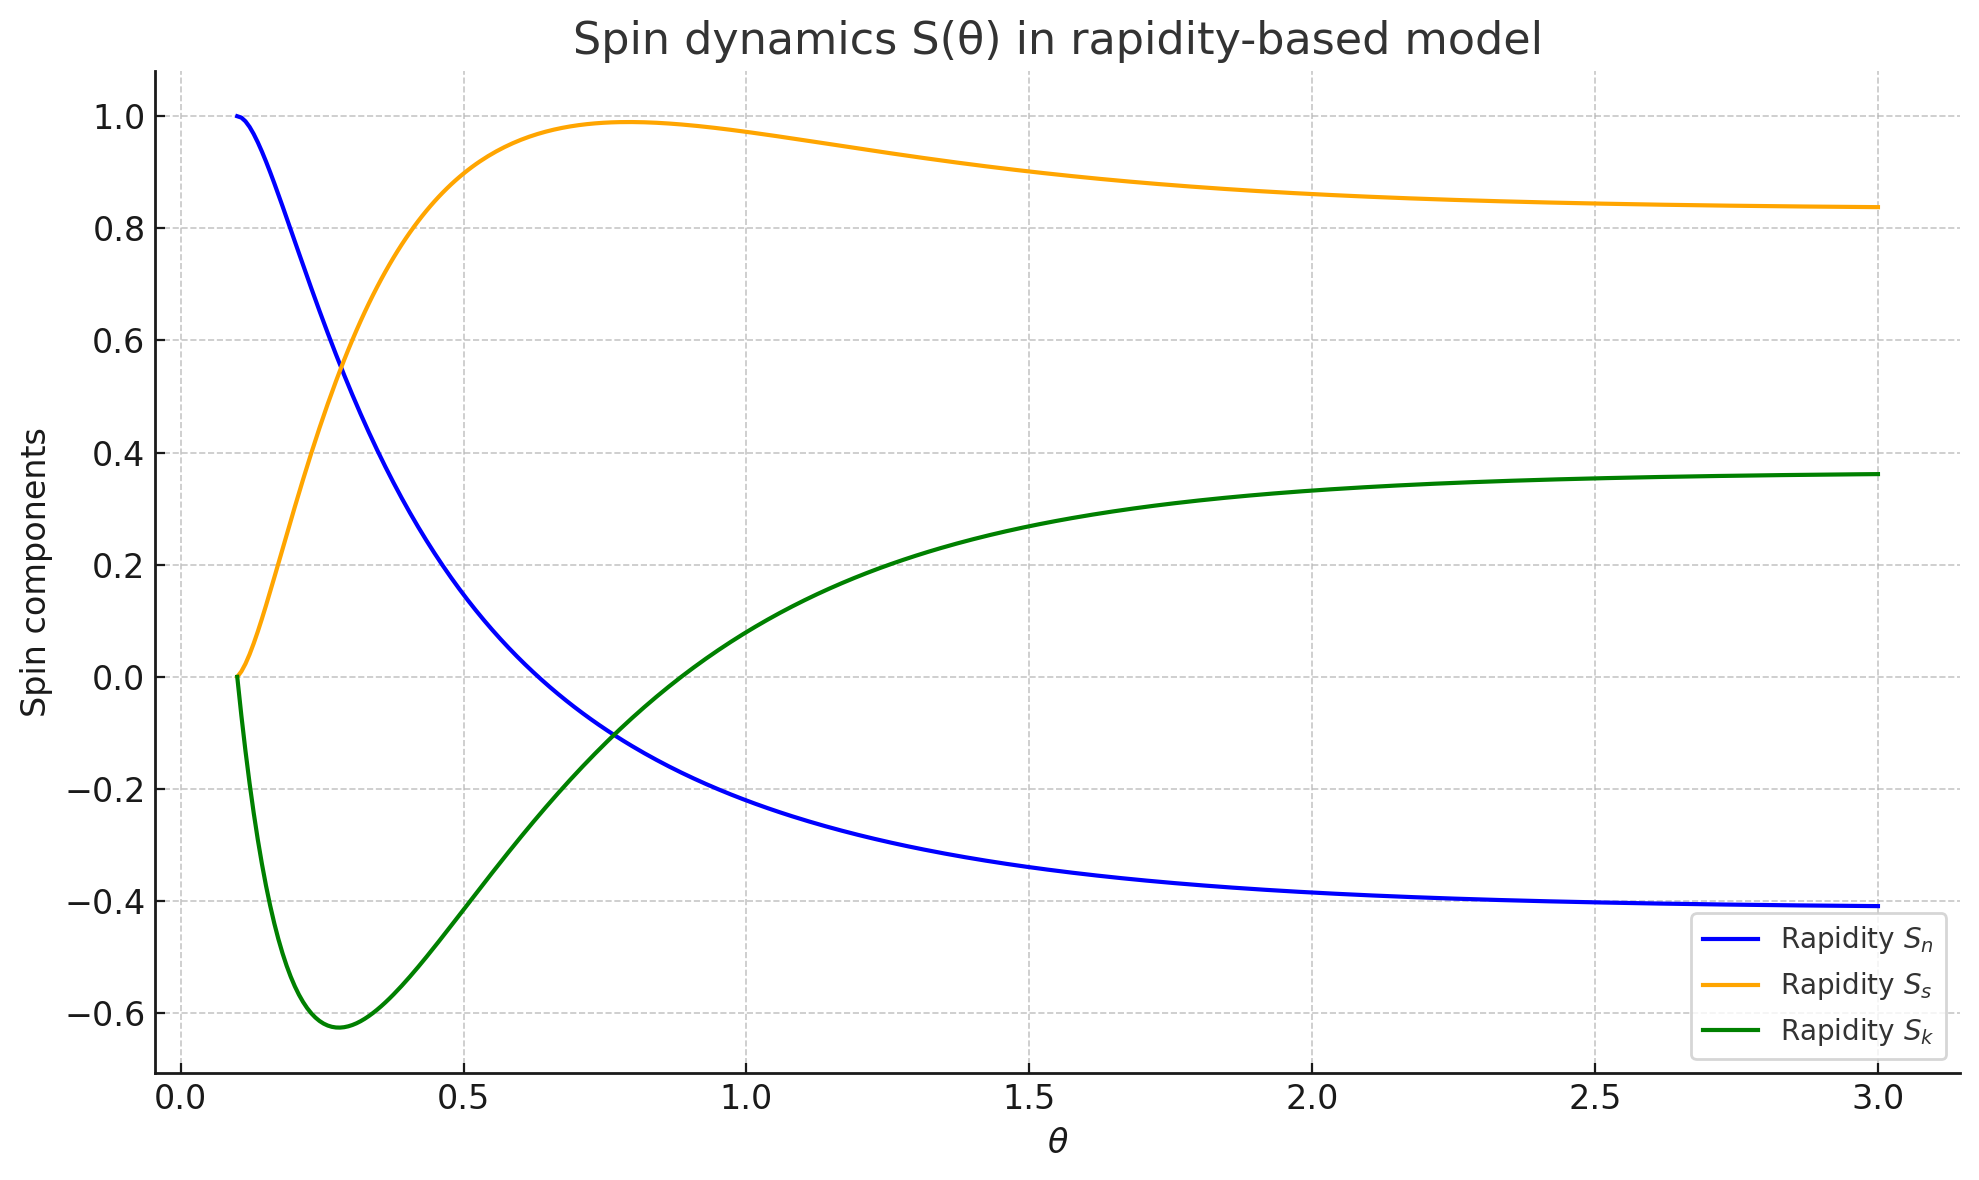 Spin dynamics S(θ) in rapidity-based model
Spin components
1.0
0.8
0.6
0.4
0.2
0.0
−0.2
−0.4
−0.6
0.0 0.5 1.0 1.5 2.0 2.5 3.0
θ
Rapidity Sₙ
Rapidity Sₛ
Rapidity Sₖ